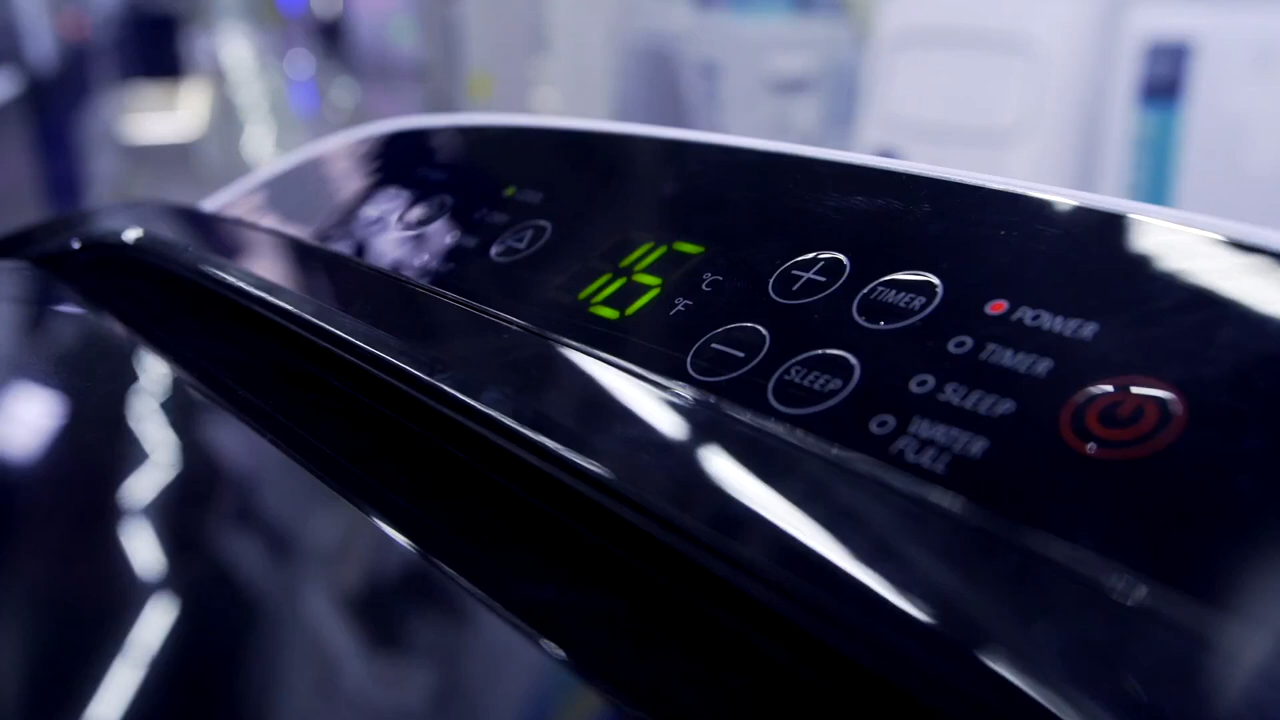 16
°C
°F
TIMER
SLEEP
POWER
TIMER
SLEEP
WATER
FULL